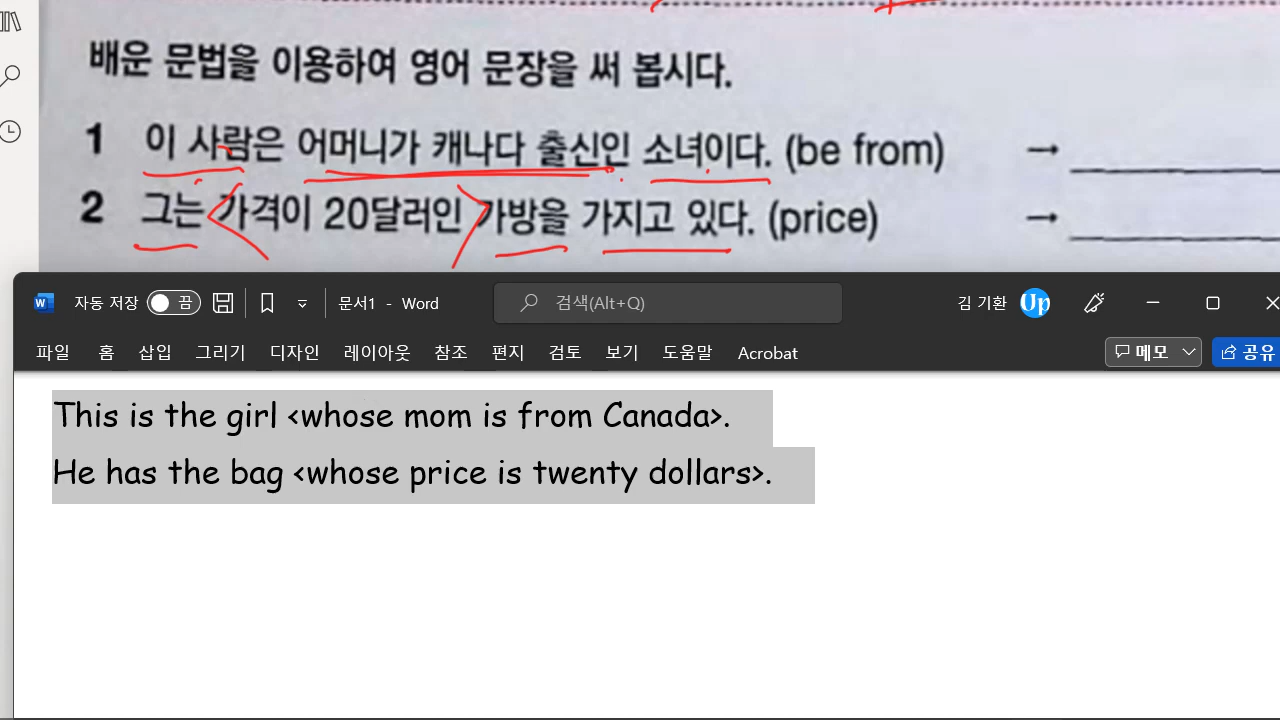 배운 문법을 이용하여 영어 문장을 써 봅시다.
1 이 사람은 어머니가 캐나다 출신인 소녀이다. (be from) →
2 그는 가격이 20달러인 가방을 가지고 있다. (price) →
자동 저장 끔 문서1 - Word 검색(Alt+Q) 김 기환 Up
파일 홈 삽입 그리기 디자인 레이아웃 참조 편지 검토 보기 도움말 Acrobat 메모 공유
This is the girl <whose mom is from Canada>.
He has the bag <whose price is twenty dollars>.